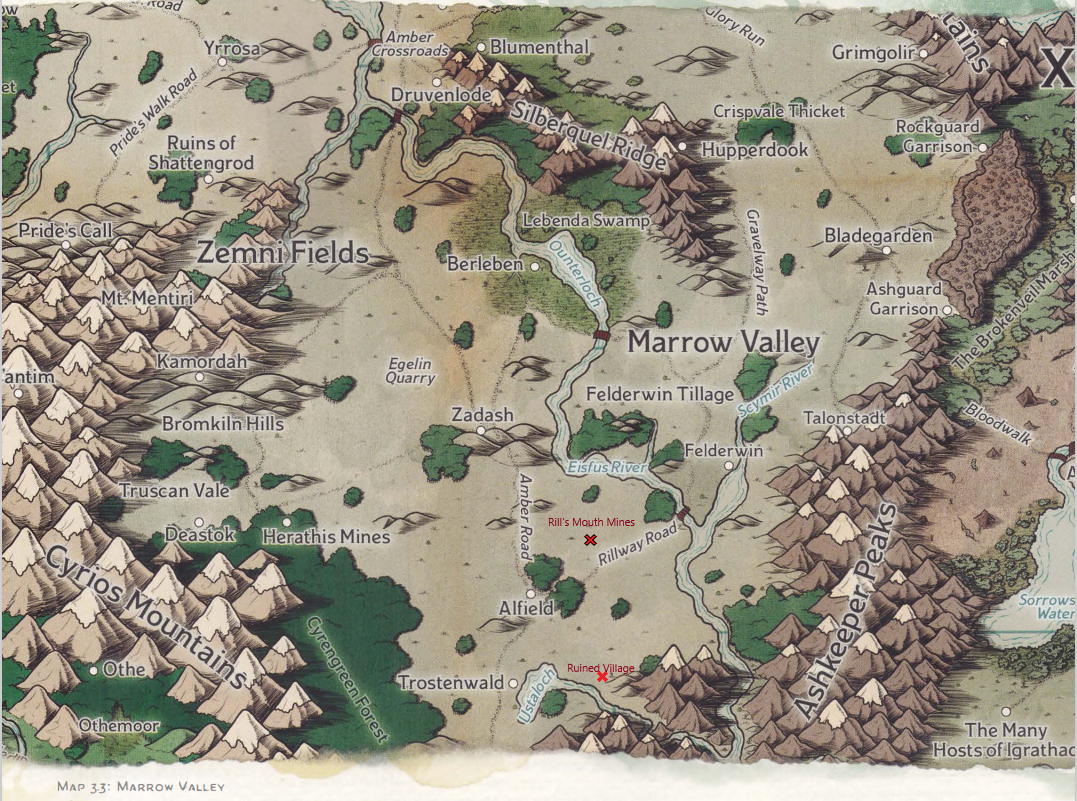 Road
Glory Run
tains
X
Amber
Crossroads
Yrrosa
Blumenthal
Grimgolir
et
Pride's Walk Road
Druvenlode
Silberquel Ridge
Crispvale Thicket
Rockguard
Garrison
Ruins of
Shattengrod
Hupperdook
Pride's Call
Zemni Fields
Lebenda Swamp
Gravelway Path
Bladegarden
Berleben
Ounterloch
Mt. Mentiri
Ashguard
Garrison
The Brokenveil Marsh
Marrow Valley
Kamordah
Egelin
Quarry
antim
Felderwin Tillage
Scymir River
Bromkiln Hills
Zadash
Talonstadt
Bloodwalk
Felderwin
Eisfus River
A
Truscan Vale
Amber Road
Deastok
Herathis Mines
Rill's Mouth Mines
Rillway Road
Ashkeeper Peaks
Cyrios Mountains
Alfield
Sorrows
Water
Cyrengreen Forest
Othe
Trostenwald
Ustaloch
Ruined Village
Othemoor
The Many
Hosts of Igrathad
Map 3.3: Marrow Valley